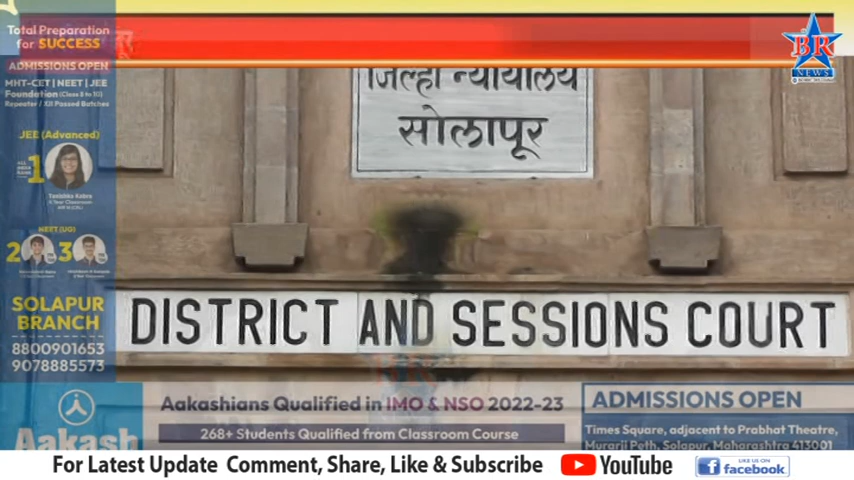 Total Preparation
for SUCCESS
ADMISSIONS OPEN
MHT-CET | NEET | JEE
Foundation (Class 8 to 10)
Repeater / XII Passed Batches
JEE (Advanced)
ALL INDIA RANK 1
2 3
NEET (UG)
SOLAPUR
BRANCH
8800901653
9078885573
Aakash
BR
NEWS
जिल्हा न्यायालय
सोलापूर
DISTRICT AND SESSIONS COURT
Aakashians Qualified in IMO & NSO 2022-23
268+ Students Qualified from Classroom Course
ADMISSIONS OPEN
Times Square, adjacent to Prabhat Theatre,
Murarji Peth, Solapur, Maharashtra 413001
For Latest Update Comment, Share, Like & Subscribe
YouTube
LIKE US ON
facebook